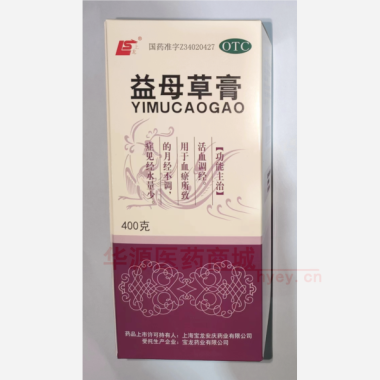 国药准字Z34020427
OTC
益母草膏
YIMUCAOGAO
【功能主治】
活血调经。
用于血瘀所致
的月经不调，
症见经水量少
400克
华源医药商城
药品上市许可持有人：上海宝龙安庆药业有限公司
受托生产企业：宝龙药业有限公司